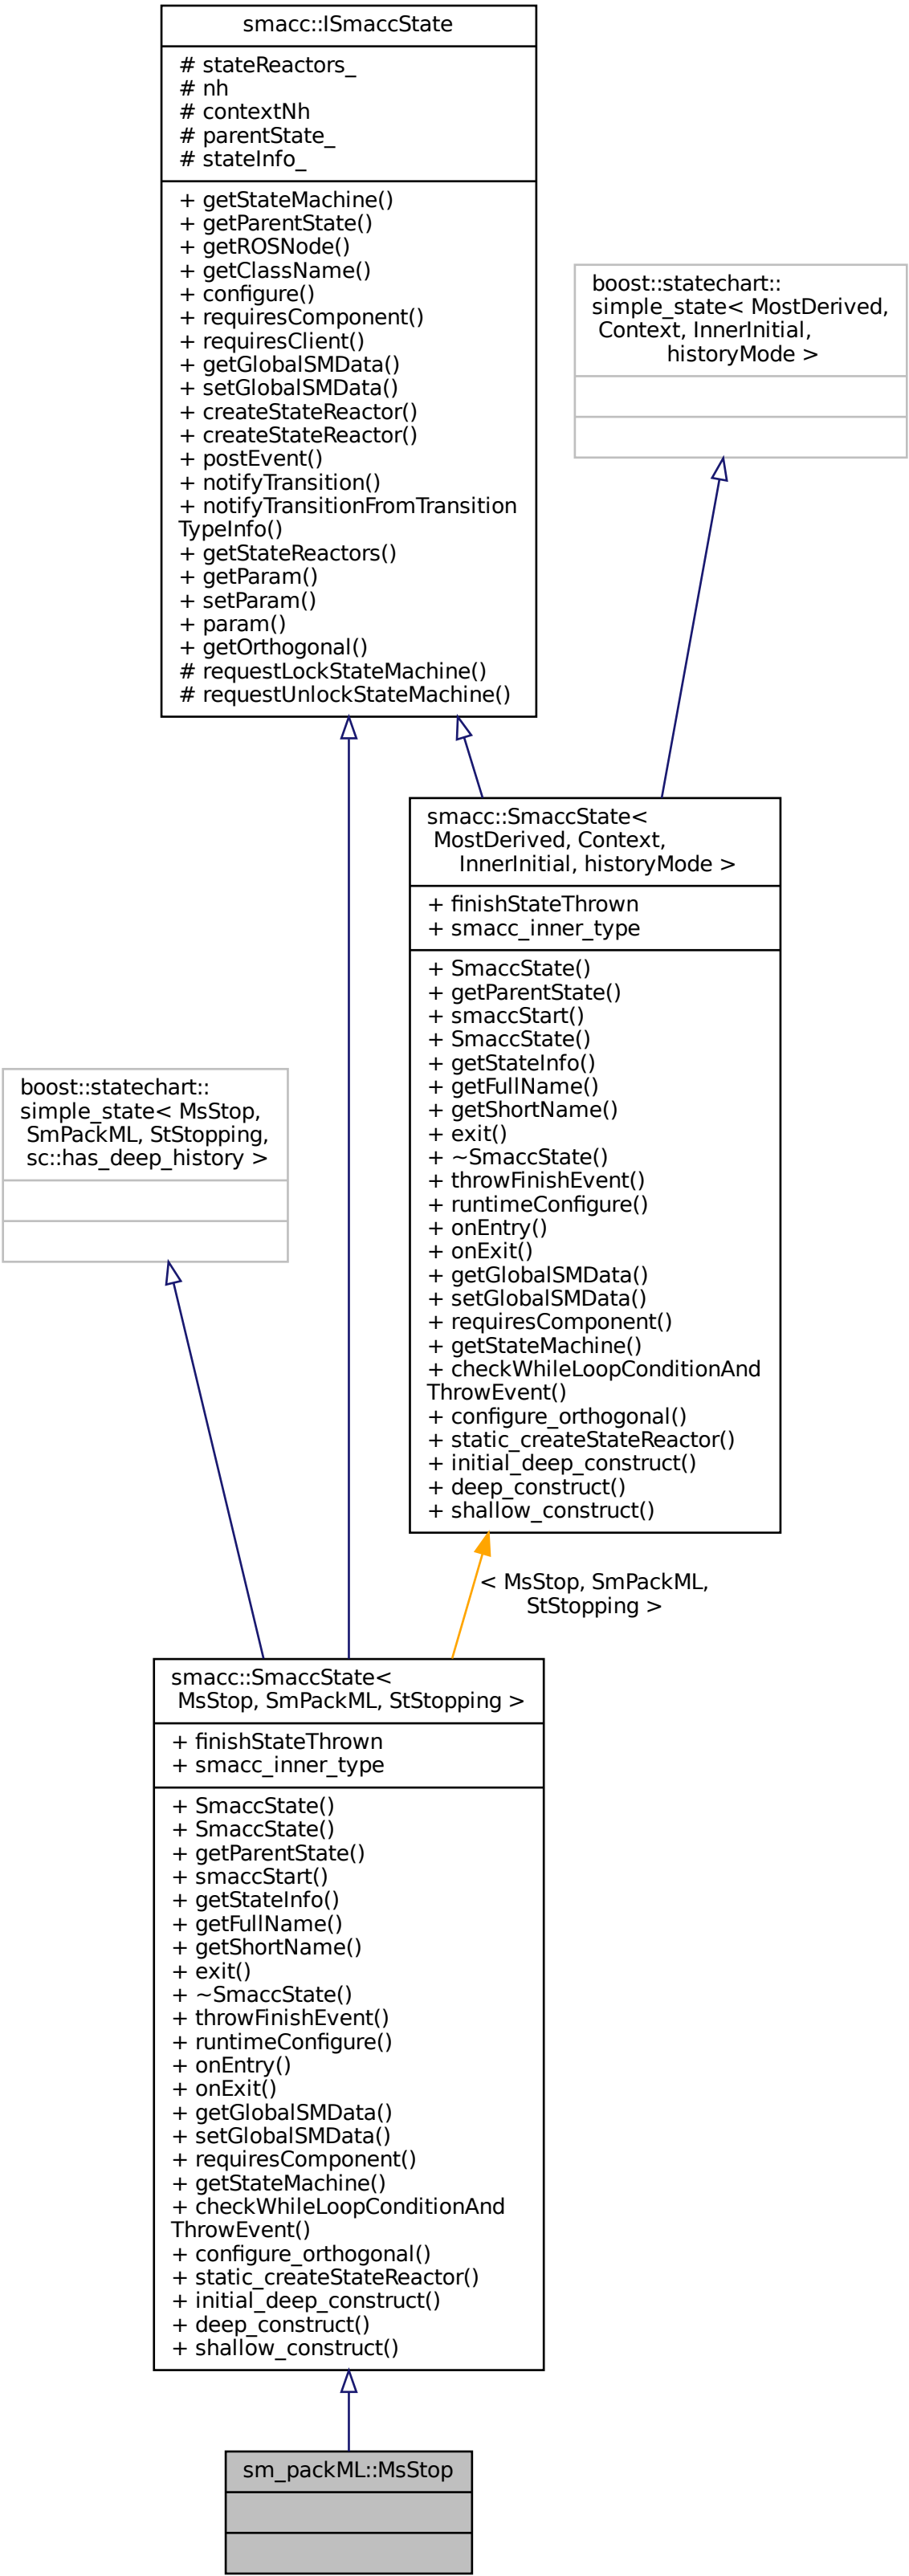 smacc::ISmaccState
# stateReactors_
# nh
# contextNh
# parentState_
# stateInfo_
+ getStateMachine()
+ getParentState()
+ getROSNode()
+ getClassName()
+ configure()
+ requiresComponent()
+ requiresClient()
+ getGlobalSMData()
+ setGlobalSMData()
+ createStateReactor()
+ createStateReactor()
+ postEvent()
+ notifyTransition()
+ notifyTransitionFromTransition
TypeInfo()
+ getStateReactors()
+ getParam()
+ setParam()
+ param()
+ getOrthogonal()
# requestLockStateMachine()
# requestUnlockStateMachine()
boost::statechart::
simple_state< MostDerived,
Context, InnerInitial,
historyMode >
smacc::SmaccState<
MostDerived, Context,
InnerInitial, historyMode >
+ finishStateThrown
+ smacc_inner_type
+ SmaccState()
+ getParentState()
+ smaccStart()
+ SmaccState()
+ getStateInfo()
+ getFullName()
+ getShortName()
+ exit()
+ ~SmaccState()
+ throwFinishEvent()
+ runtimeConfigure()
+ onEntry()
+ onExit()
+ getGlobalSMData()
+ setGlobalSMData()
+ requiresComponent()
+ getStateMachine()
+ checkWhileLoopConditionAnd
ThrowEvent()
+ configure_orthogonal()
+ static_createStateReactor()
+ initial_deep_construct()
+ deep_construct()
+ shallow_construct()
boost::statechart::
simple_state< MsStop,
SmPackML, StStopping,
sc::has_deep_history >
< MsStop, SmPackML,
StStopping >
smacc::SmaccState<
MsStop, SmPackML, StStopping >
+ finishStateThrown
+ smacc_inner_type
+ SmaccState()
+ SmaccState()
+ getParentState()
+ smaccStart()
+ getStateInfo()
+ getFullName()
+ getShortName()
+ exit()
+ ~SmaccState()
+ throwFinishEvent()
+ runtimeConfigure()
+ onEntry()
+ onExit()
+ getGlobalSMData()
+ setGlobalSMData()
+ requiresComponent()
+ getStateMachine()
+ checkWhileLoopConditionAnd
ThrowEvent()
+ configure_orthogonal()
+ static_createStateReactor()
+ initial_deep_construct()
+ deep_construct()
+ shallow_construct()
sm_packML::MsStop